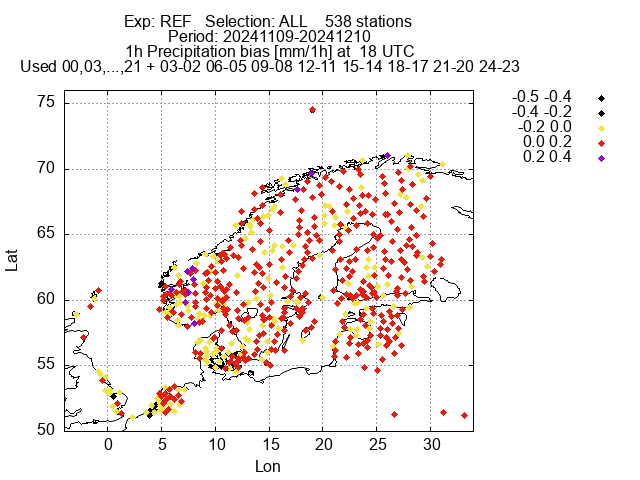 Exp: REF   Selection: ALL    538 stations
Period: 20241109-20241210
1h Precipitation bias [mm/1h] at  18 UTC
Used 00,03,...,21 + 03-02 06-05 09-08 12-11 15-14 18-17 21-20 24-23
-0.5 -0.4
-0.4 -0.2
-0.2 0.0
0.0 0.2
0.2 0.4
75
70
65
60
55
50
Lat
0 5 10 15 20 25 30
Lon